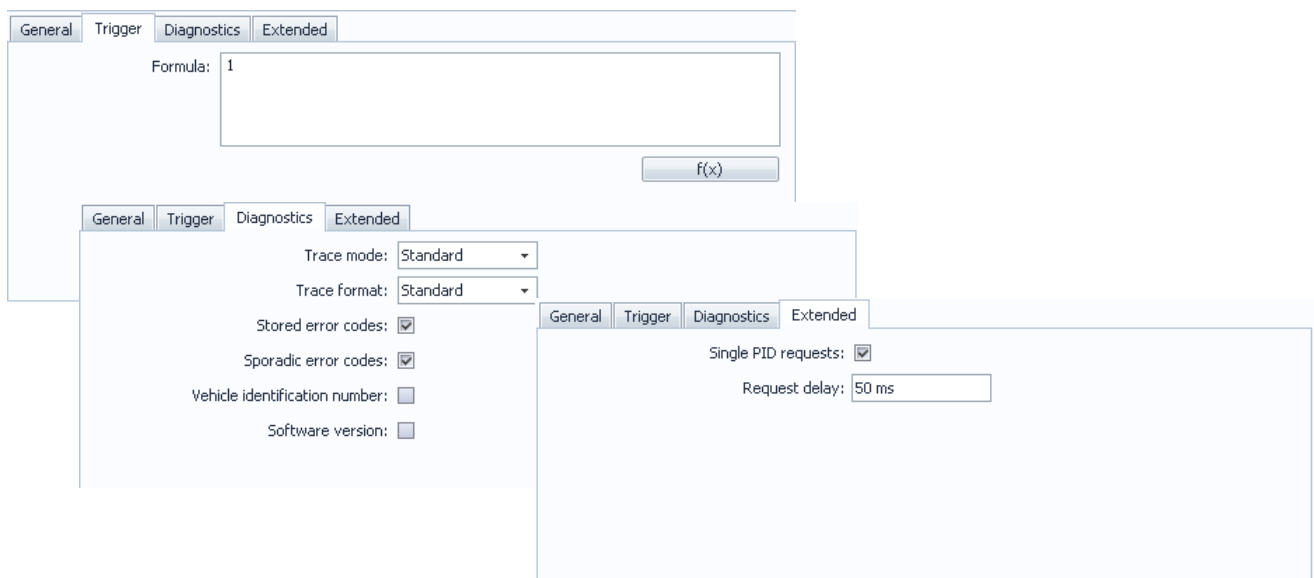 General Trigger Diagnostics Extended
Formula: 1
f(x)
General Trigger Diagnostics Extended
Trace mode: Standard
Trace format: Standard
Stored error codes:
Sporadic error codes:
Vehicle identification number:
Software version:
General Trigger Diagnostics Extended
Single PID requests:
Request delay: 50 ms